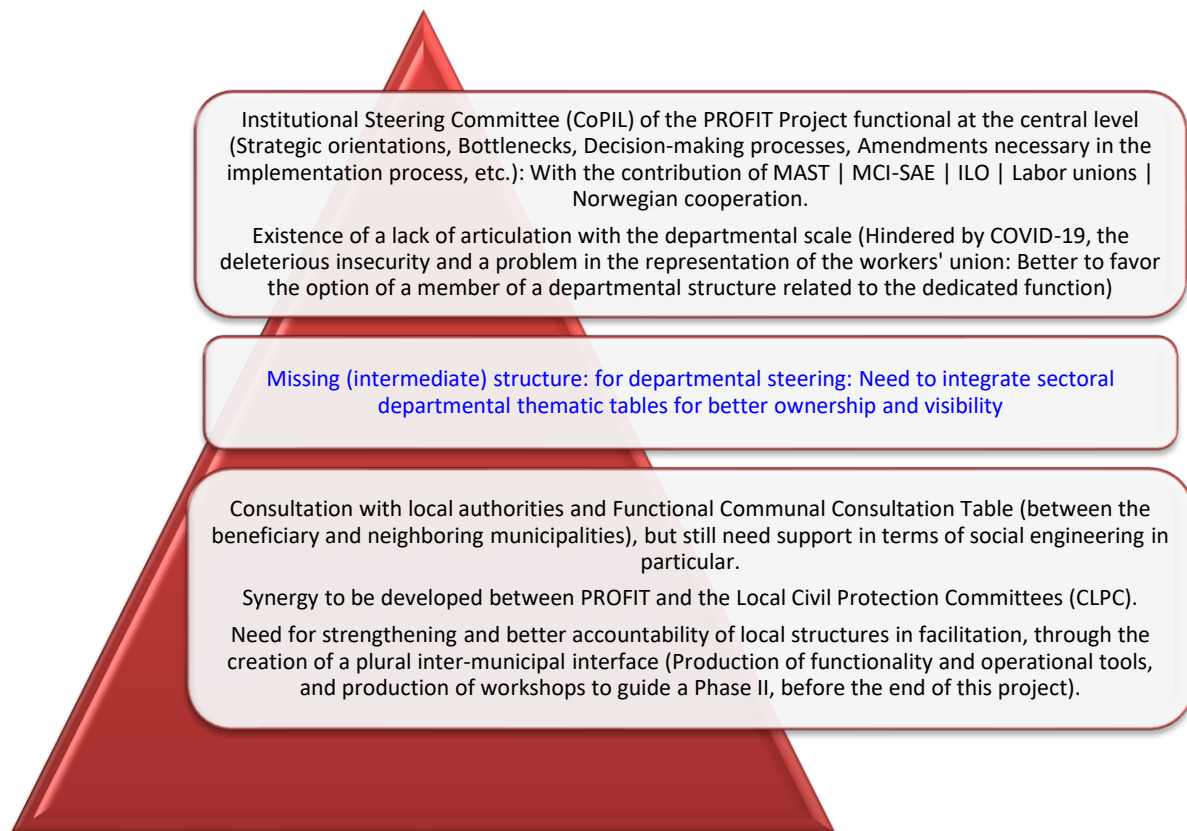 Institutional Steering Committee (CoPIL) of the PROFIT Project functional at the central level
(Strategic orientations, Bottlenecks, Decision-making processes, Amendments necessary in the
implementation process, etc.): With the contribution of MAST | MCI-SAE | ILO | Labor unions |
Norwegian cooperation.
Existence of a lack of articulation with the departmental scale (Hindered by COVID-19, the
deleterious insecurity and a problem in the representation of the workers' union: Better to favor
the option of a member of a departmental structure related to the dedicated function)
Missing (intermediate) structure: for departmental steering: Need to integrate sectoral
departmental thematic tables for better ownership and visibility
Consultation with local authorities and Functional Communal Consultation Table (between the
beneficiary and neighboring municipalities), but still need support in terms of social engineering in
particular.
Synergy to be developed between PROFIT and the Local Civil Protection Committees (CLPC).
Need for strengthening and better accountability of local structures in facilitation, through the
creation of a plural inter-municipal interface (Production of functionality and operational tools,
and production of workshops to guide a Phase II, before the end of this project).